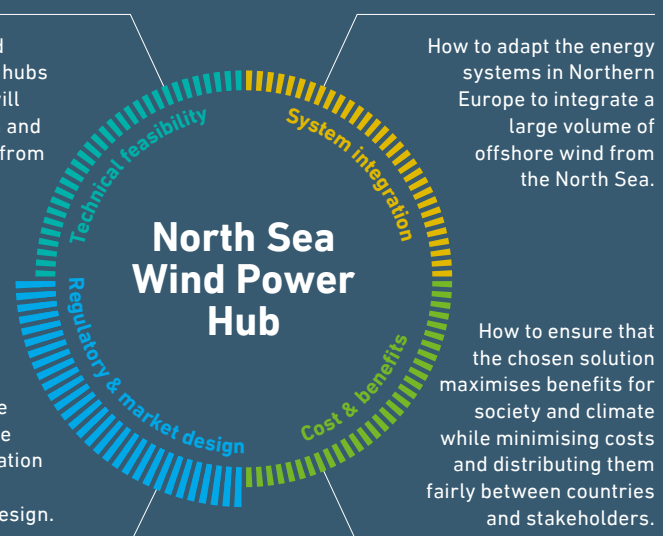 hubs
will
and
from
Technical feasibility
System integration
How to adapt the energy
systems in Northern
Europe to integrate a
large volume of
offshore wind from
the North Sea.
North Sea
Wind Power
Hub
Regulatory & market design
Cost & benefits
How to ensure that
the chosen solution
maximises benefits for
society and climate
while minimising costs
and distributing them
fairly between countries
and stakeholders.
design.